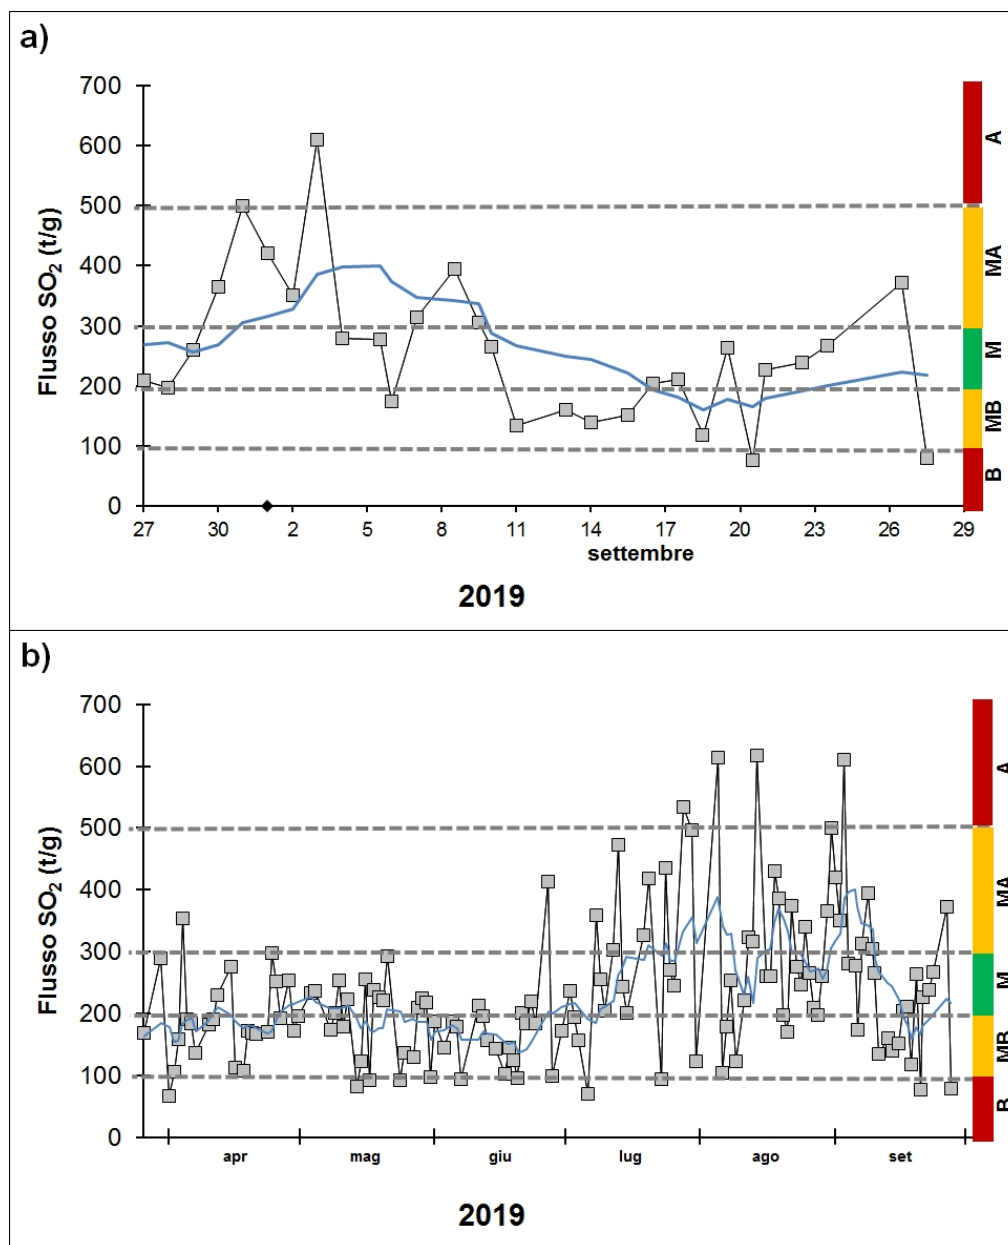 a)
Flusso SO₂ (t/g)
700
600
500
400
300
200
100
0
A
MA
M
MB
B
27 30 2 5 8 11 14 17 20 23 26 29
settembre
2019
b)
Flusso SO₂ (t/g)
700
600
500
400
300
200
100
0
A
MA
M
MB
B
apr mag giu lug ago set
2019